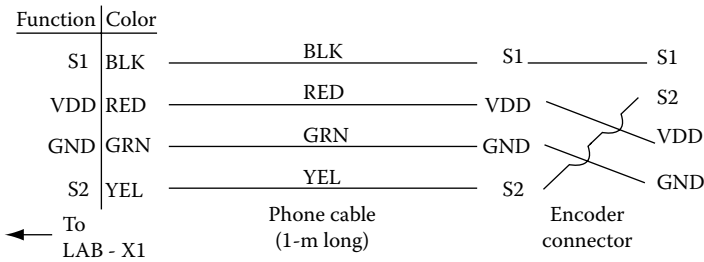 Function Color
S1 BLK BLK S1 S1
VDD RED RED VDD S2
GND GRN GRN GND VDD
S2 YEL YEL S2 GND
To
LAB - X1
Phone cable
(1-m long)
Encoder
connector